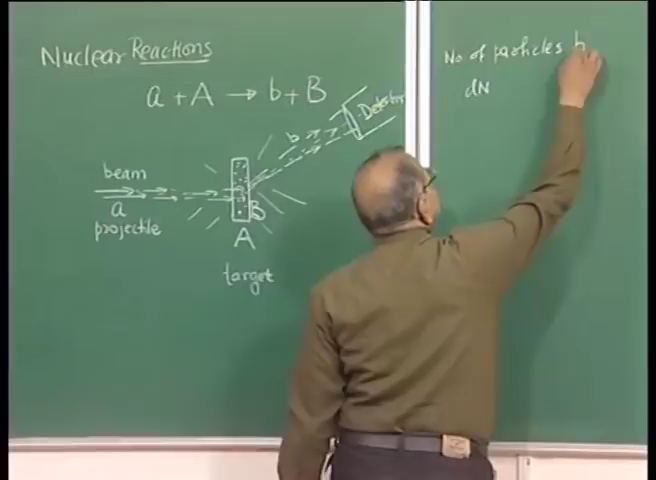 Nuclear Reactions
a + A → b + B
b
Detector
beam
a
projectile
B
A
target
No of particles b
dN